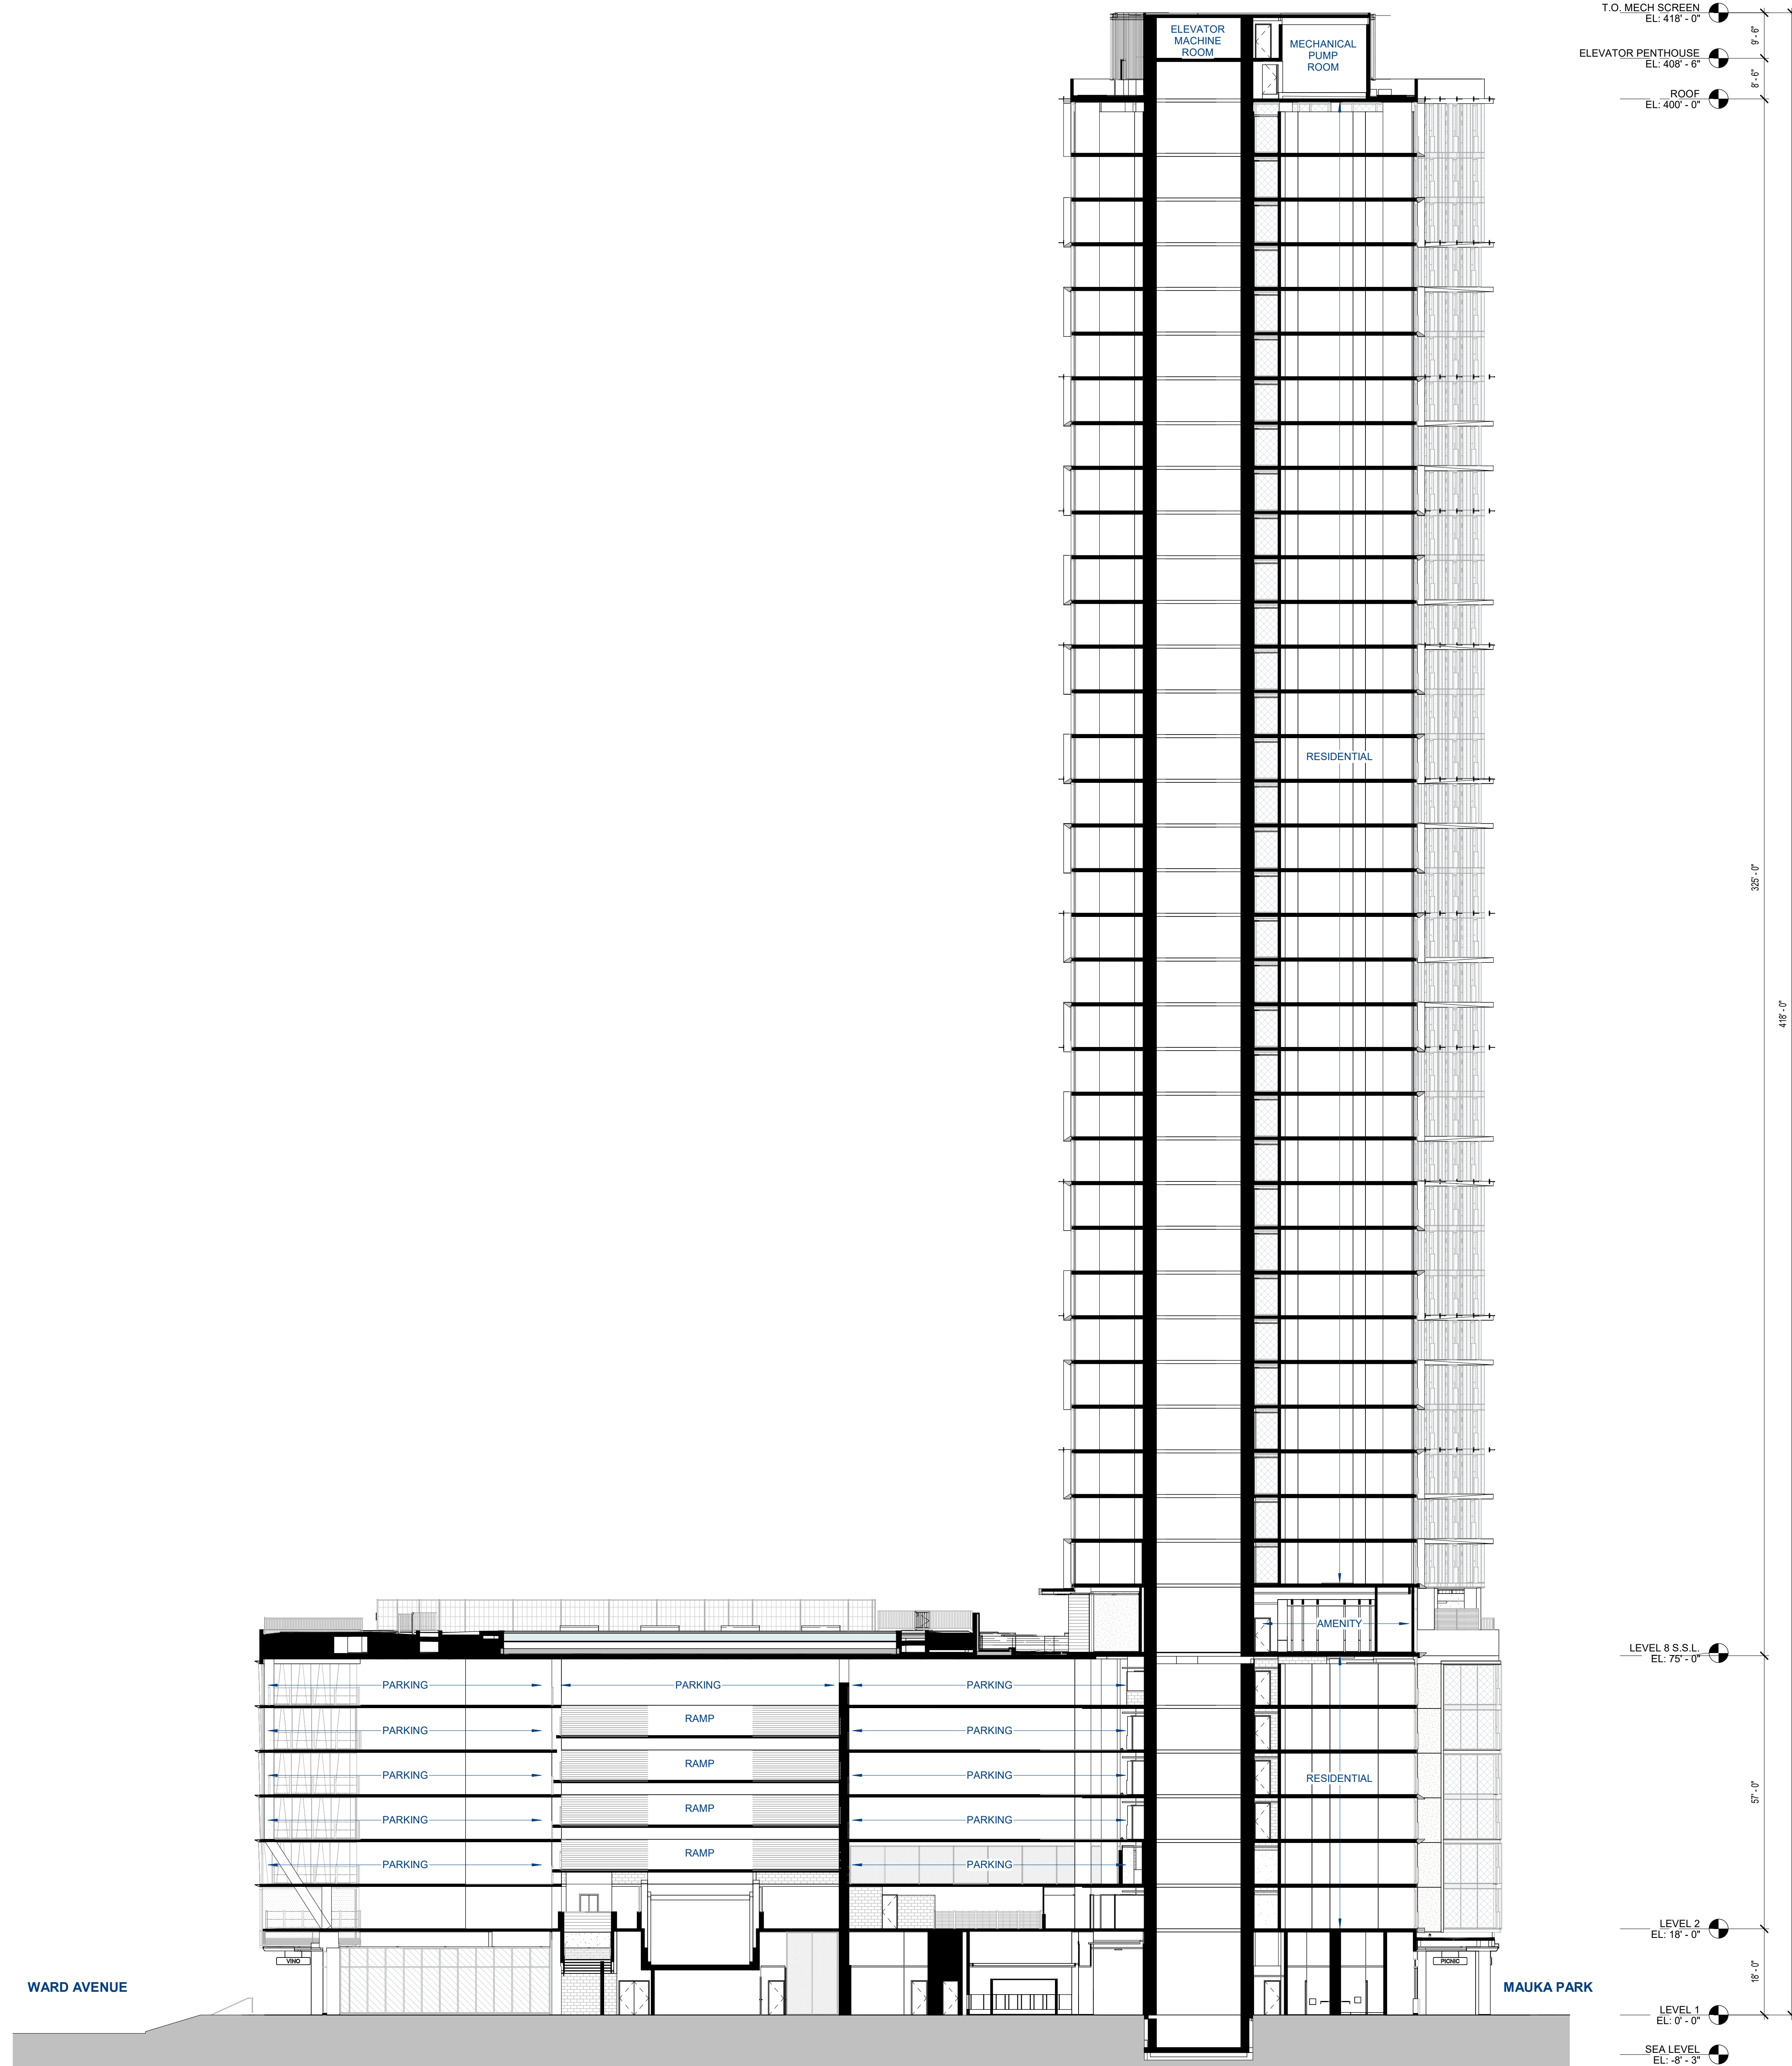 T.O. MECH SCREEN
EL: 418' - 0"
9' - 6"
ELEVATOR PENTHOUSE
EL: 408' - 6"
8' - 6"
ROOF
EL: 400' - 0"
ELEVATOR
MACHINE
ROOM
MECHANICAL
PUMP
ROOM
RESIDENTIAL
325' - 0"
418' - 0"
AMENITY
LEVEL 8 S.S.L.
EL: 75' - 0"
PARKING
PARKING
PARKING
PARKING
RAMP
PARKING
PARKING
RAMP
PARKING
RESIDENTIAL
57' - 0"
PARKING
RAMP
PARKING
PARKING
RAMP
PARKING
LEVEL 2
EL: 18' - 0"
VINO
PICNIC
18' - 0"
WARD AVENUE
MAUKA PARK
LEVEL 1
EL: 0' - 0"
SEA LEVEL
EL: -8' - 3"